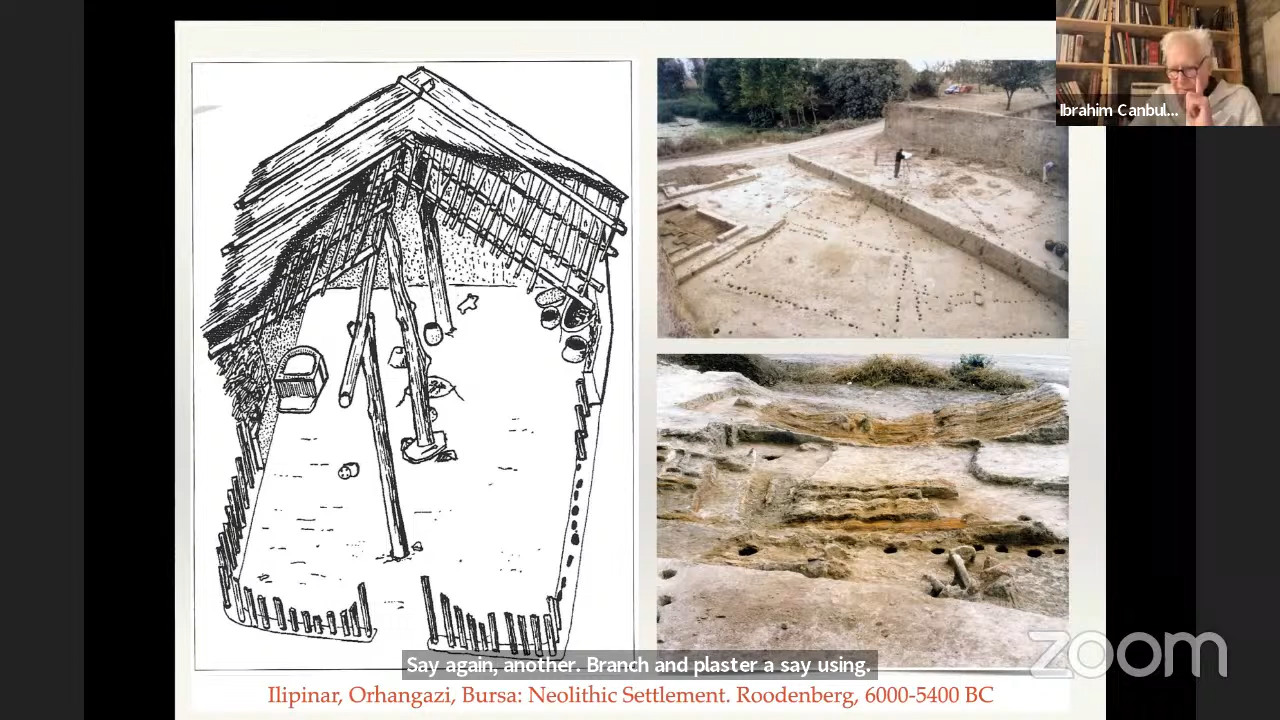 Ibrahim Canbul...
Say again, another. Branch and plaster a say using.
zoom
Ilipinar, Orhangazi, Bursa: Neolithic Settlement. Roodenberg, 6000-5400 BC